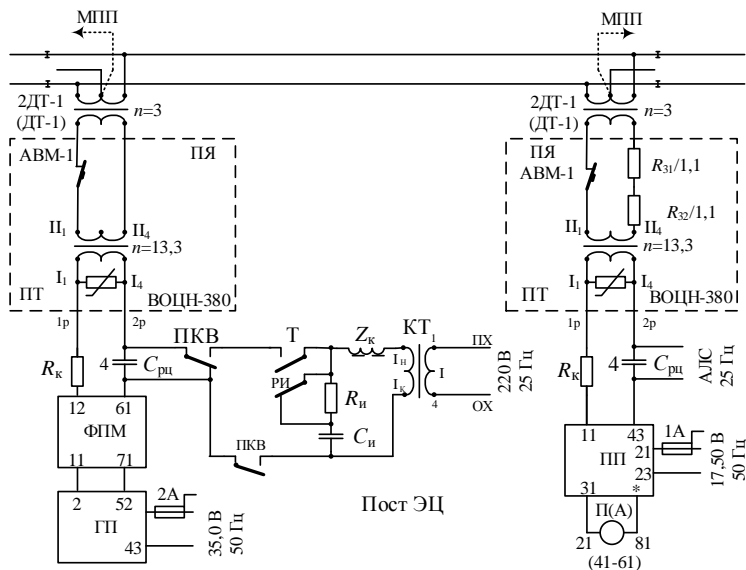 МПП
МПП
2ДТ-1
(ДТ-1)
n=3
2ДТ-1
(ДТ-1)
n=3
АВМ-1
ПЯ
ПЯ
АВМ-1
R31/1,1
R32/1,1
II1
II4
n=13,3
II1
II4
n=13,3
I1
I4
ПТ
ВОЦН-380
I1
I4
ПТ
ВОЦН-380
1р
2р
1р
2р
ПКВ
Т
Zк
КТ
1
ПХ
Iн
I
Iк
4
ОХ
220 В
25 Гц
Rк
4
Cрц
РИ
Rи
Cи
ПКВ
Rк
4
Cрц
АЛС
25 Гц
12
61
ФПМ
11
71
2
52
2А
ГП
43
35,0 В
50 Гц
Пост ЭЦ
11
43
1А
21
ПП
23
31
*
17,50 В
50 Гц
П(А)
21
81
(41-61)